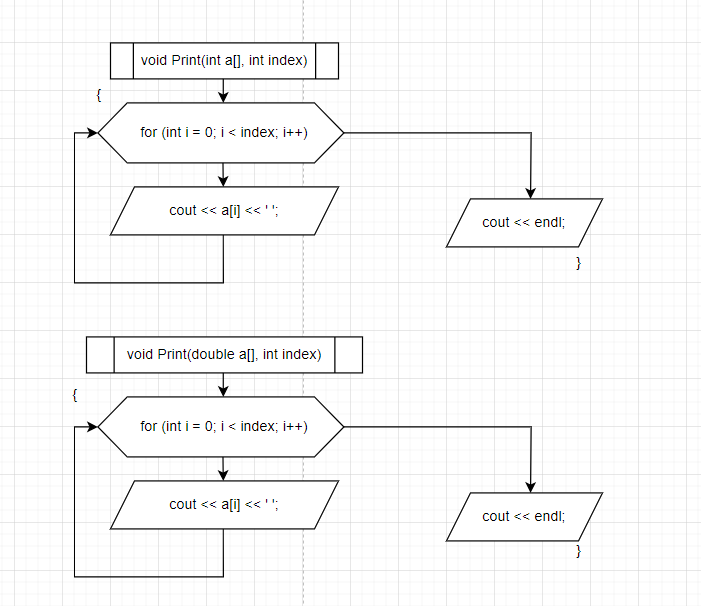 void Print(int a[], int index)
{
for (int i = 0; i < index; i++)
cout << a[i] << ' ';
cout << endl;
}
void Print(double a[], int index)
{
for (int i = 0; i < index; i++)
cout << a[i] << ' ';
cout << endl;
}